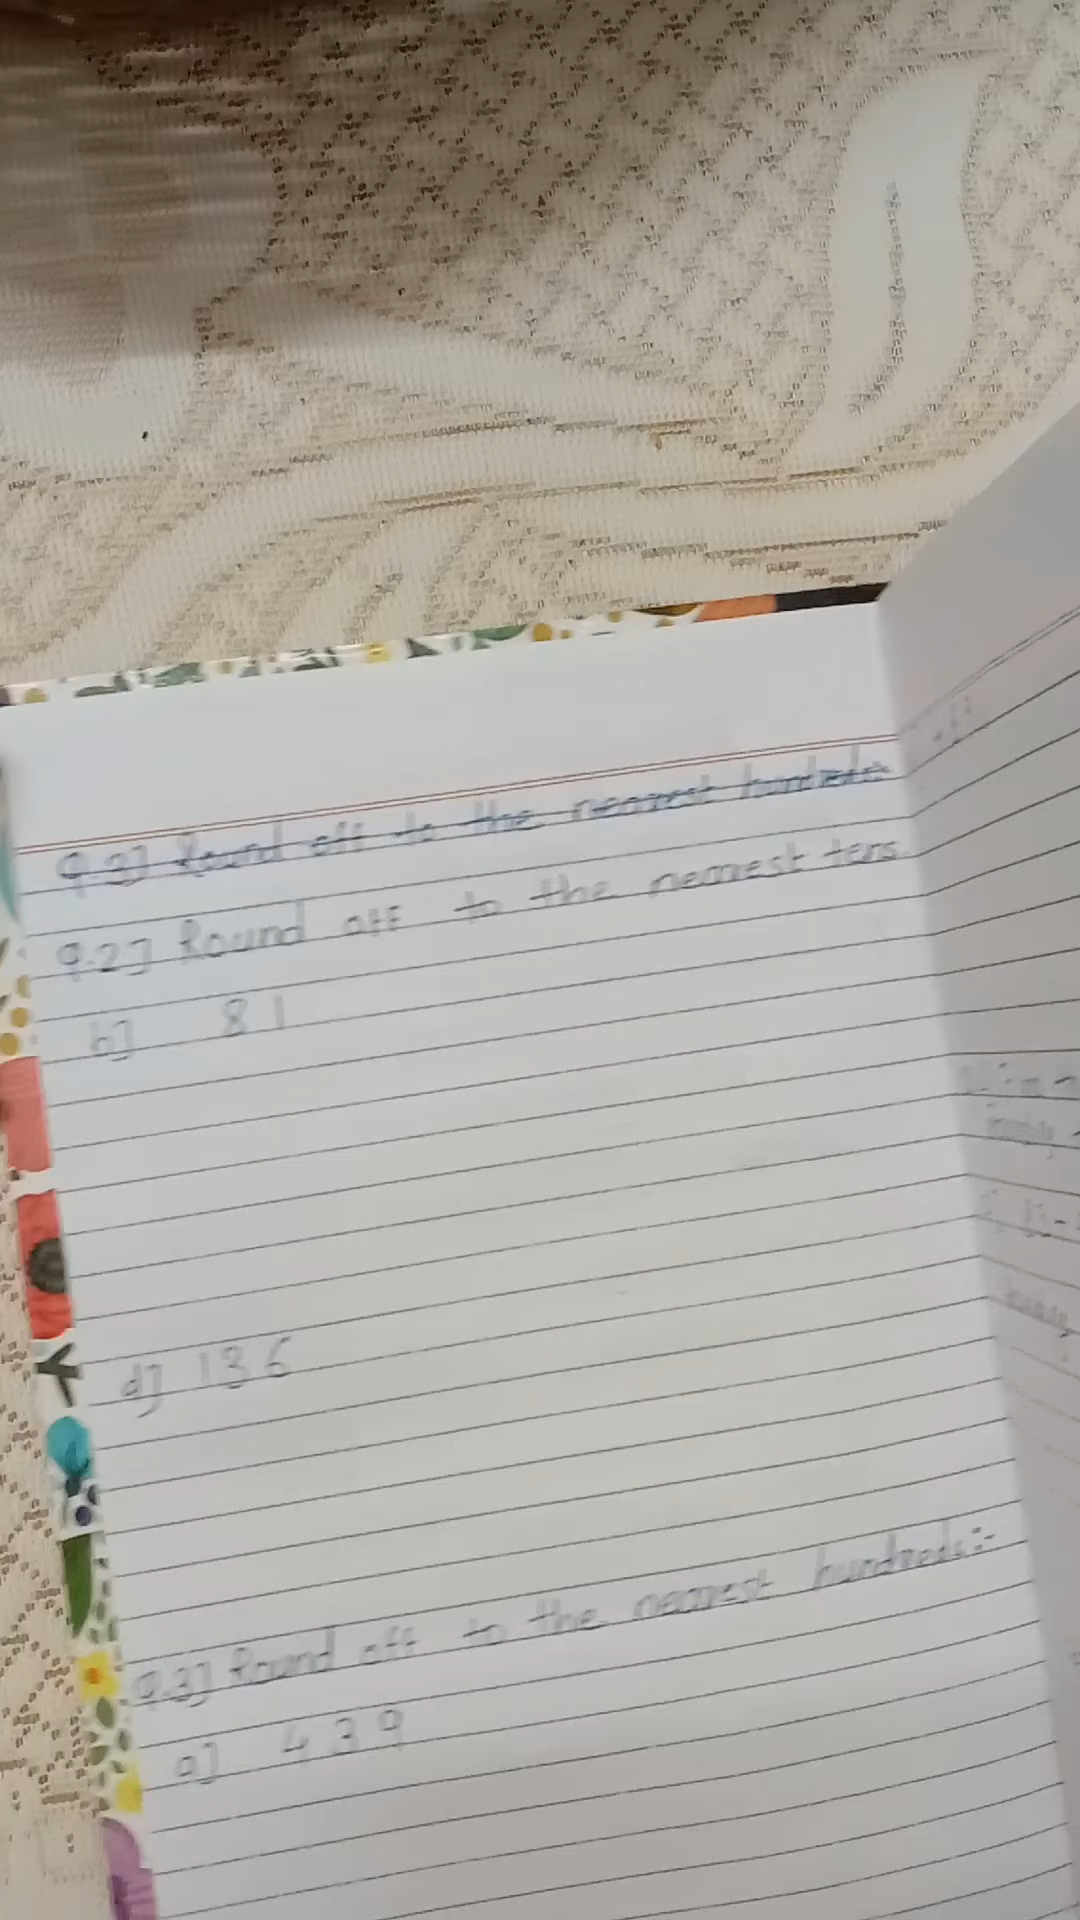 Q.3] Round off to the nearest hundreds
Q.2] Round off to the nearest tens
b] 81
d] 136
Q.3] Round off to the nearest hundreds:-
a] 439